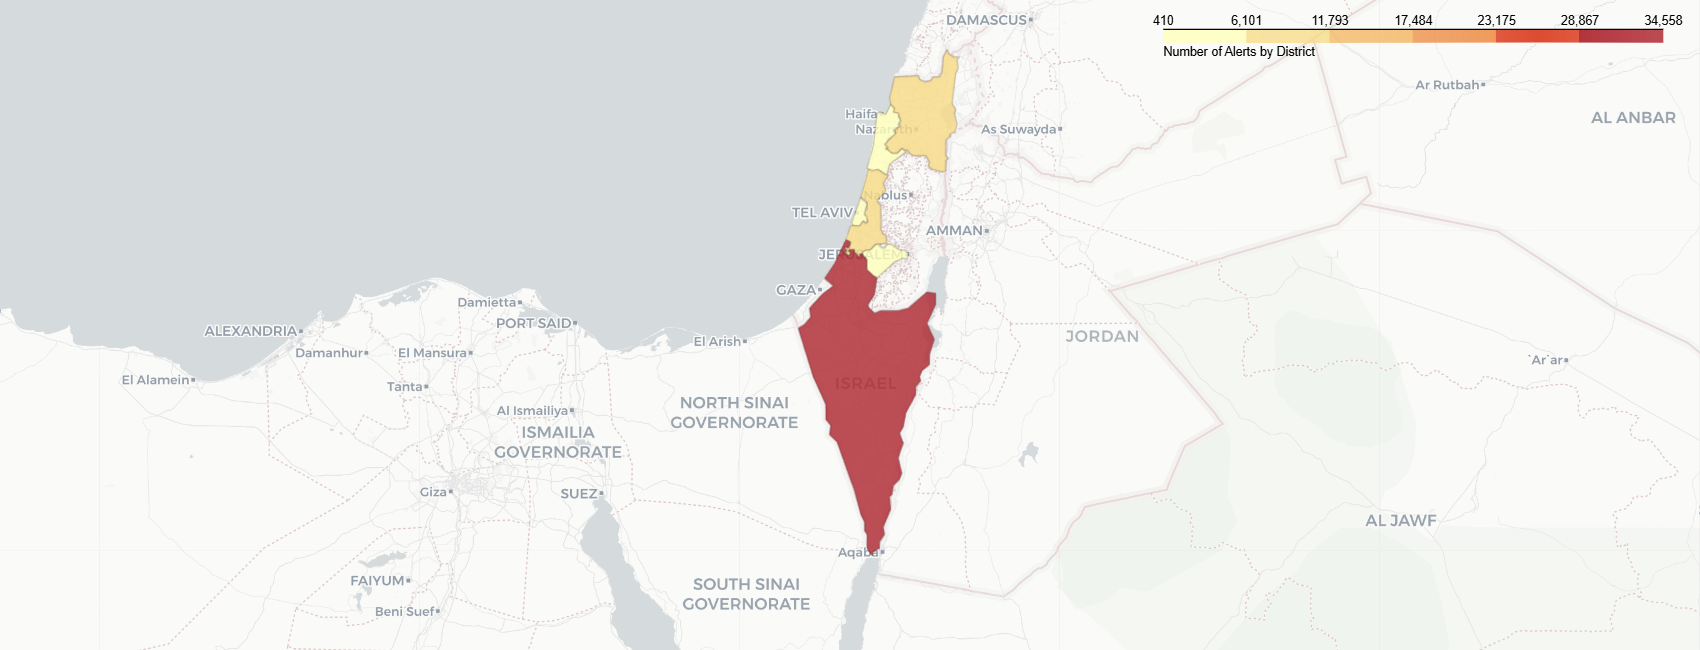 DAMASCUS
410 6,101 11,793 17,484 23,175 28,867 34,558
Number of Alerts by District
Ar Rutbah
AL ANBAR
Haifa
Nazareth
As Suwayda
Nablus
TEL AVIV
AMMAN
JERUSALEM
GAZA
Damietta
PORT SAID
ALEXANDRIA
El Arish
JORDAN
Damanhur
El Mansura
`Ar`ar
El Alamein
Tanta
ISRAEL
NORTH SINAI
GOVERNORATE
Al Ismailiya
ISMAILIA
GOVERNORATE
Giza
SUEZ
AL JAWF
Aqaba
FAIYUM
SOUTH SINAI
GOVERNORATE
Beni Suef